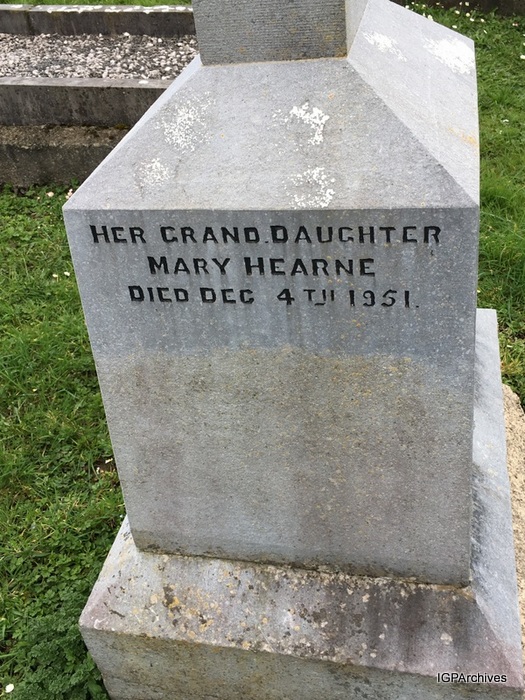 HER GRAND.DAUGHTER
MARY HEARNE
DIED DEC 4TH 1951.
IGPArchives